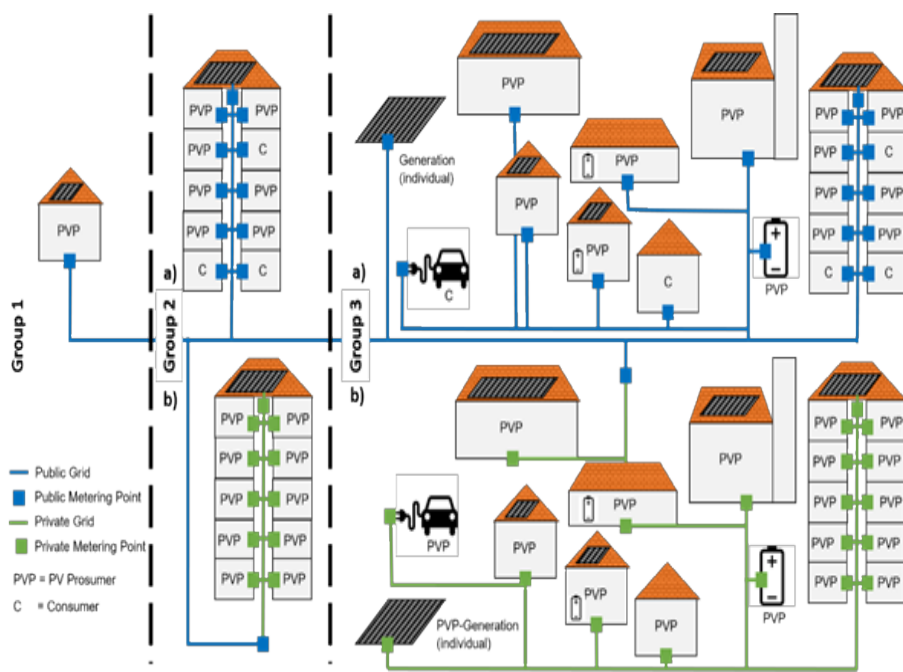 Group 1
PVP
Public Grid
Public Metering Point
Private Grid
Private Metering Point
PVP = PV Prosumer
C = Consumer
Group 2
a)
PVP PVP
PVP C
PVP PVP
PVP PVP
C C
b)
PVP PVP
PVP PVP
PVP PVP
PVP PVP
PVP PVP
Group 3
a)
Generation
(individual)
PVP
PVP
PVP
PVP
PVP
C
C
+
−
PVP
PVP PVP
PVP C
PVP PVP
PVP PVP
C C
b)
PVP
PVP
PVP
PVP
PVP
PVP
PVP
PVP-Generation
(individual)
+
−
PVP
PVP PVP
PVP PVP
PVP PVP
PVP PVP
PVP PVP